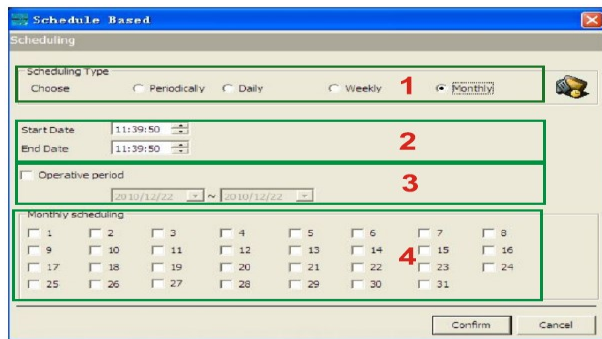 Schedule Based
Scheduling
Scheduling Type
Choose Periodically Daily Weekly 1 Monthly
Start Date 11:39:50
End Date 11:39:50
2
Operative period
3
2010/12/22 ~ 2010/12/22
Monthly scheduling
1 2 3 4 5 6 7 8
9 10 11 12 13 14 15 16
4
17 18 19 20 21 22 23 24
25 26 27 28 29 30 31
Confirm Cancel